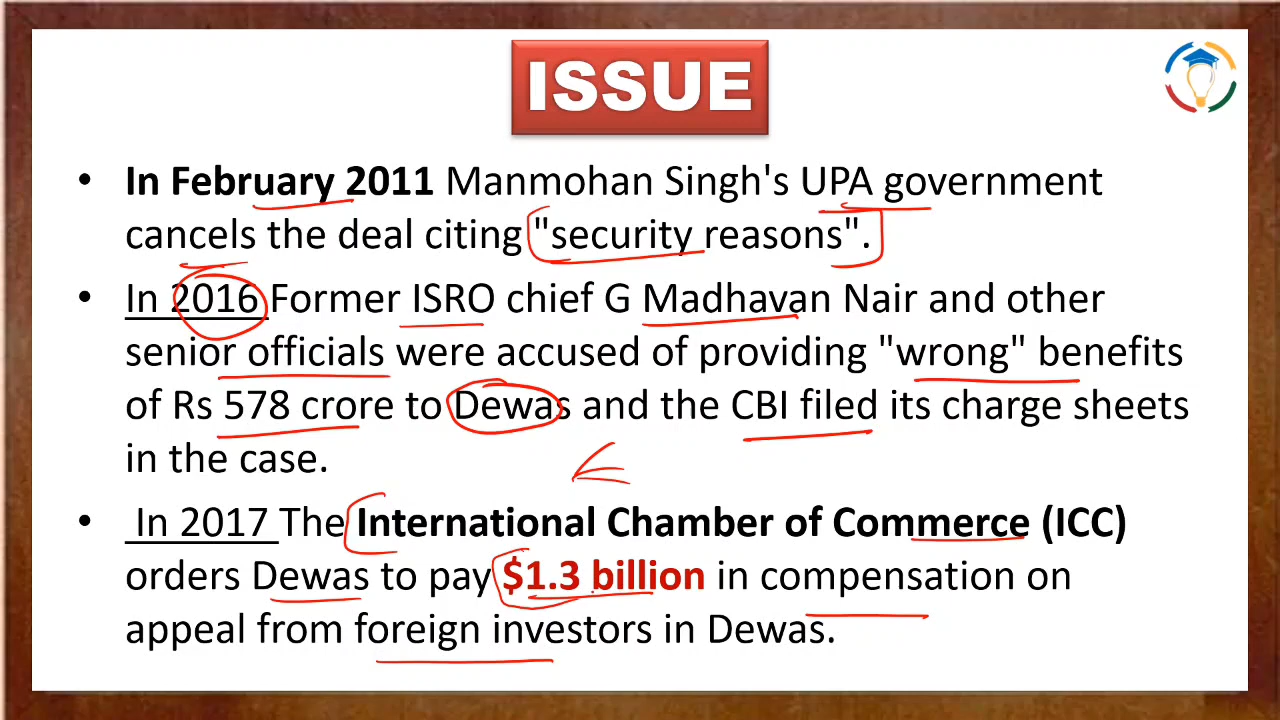 ISSUE
• In February 2011 Manmohan Singh's UPA government
cancels the deal citing "security reasons".
• In 2016 Former ISRO chief G Madhavan Nair and other
senior officials were accused of providing "wrong" benefits
of Rs 578 crore to Dewas and the CBI filed its charge sheets
in the case.
• In 2017 The International Chamber of Commerce (ICC)
orders Dewas to pay $1.3 billion in compensation on
appeal from foreign investors in Dewas.